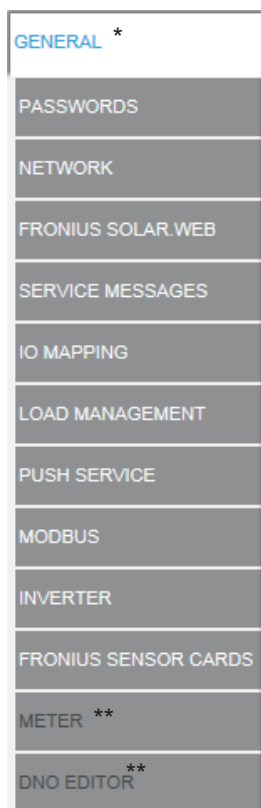 GENERAL *
PASSWORDS
NETWORK
FRONIUS SOLAR.WEB
SERVICE MESSAGES
IO MAPPING
LOAD MANAGEMENT
PUSH SERVICE
MODBUS
INVERTER
FRONIUS SENSOR CARDS
METER **
DNO EDITOR **